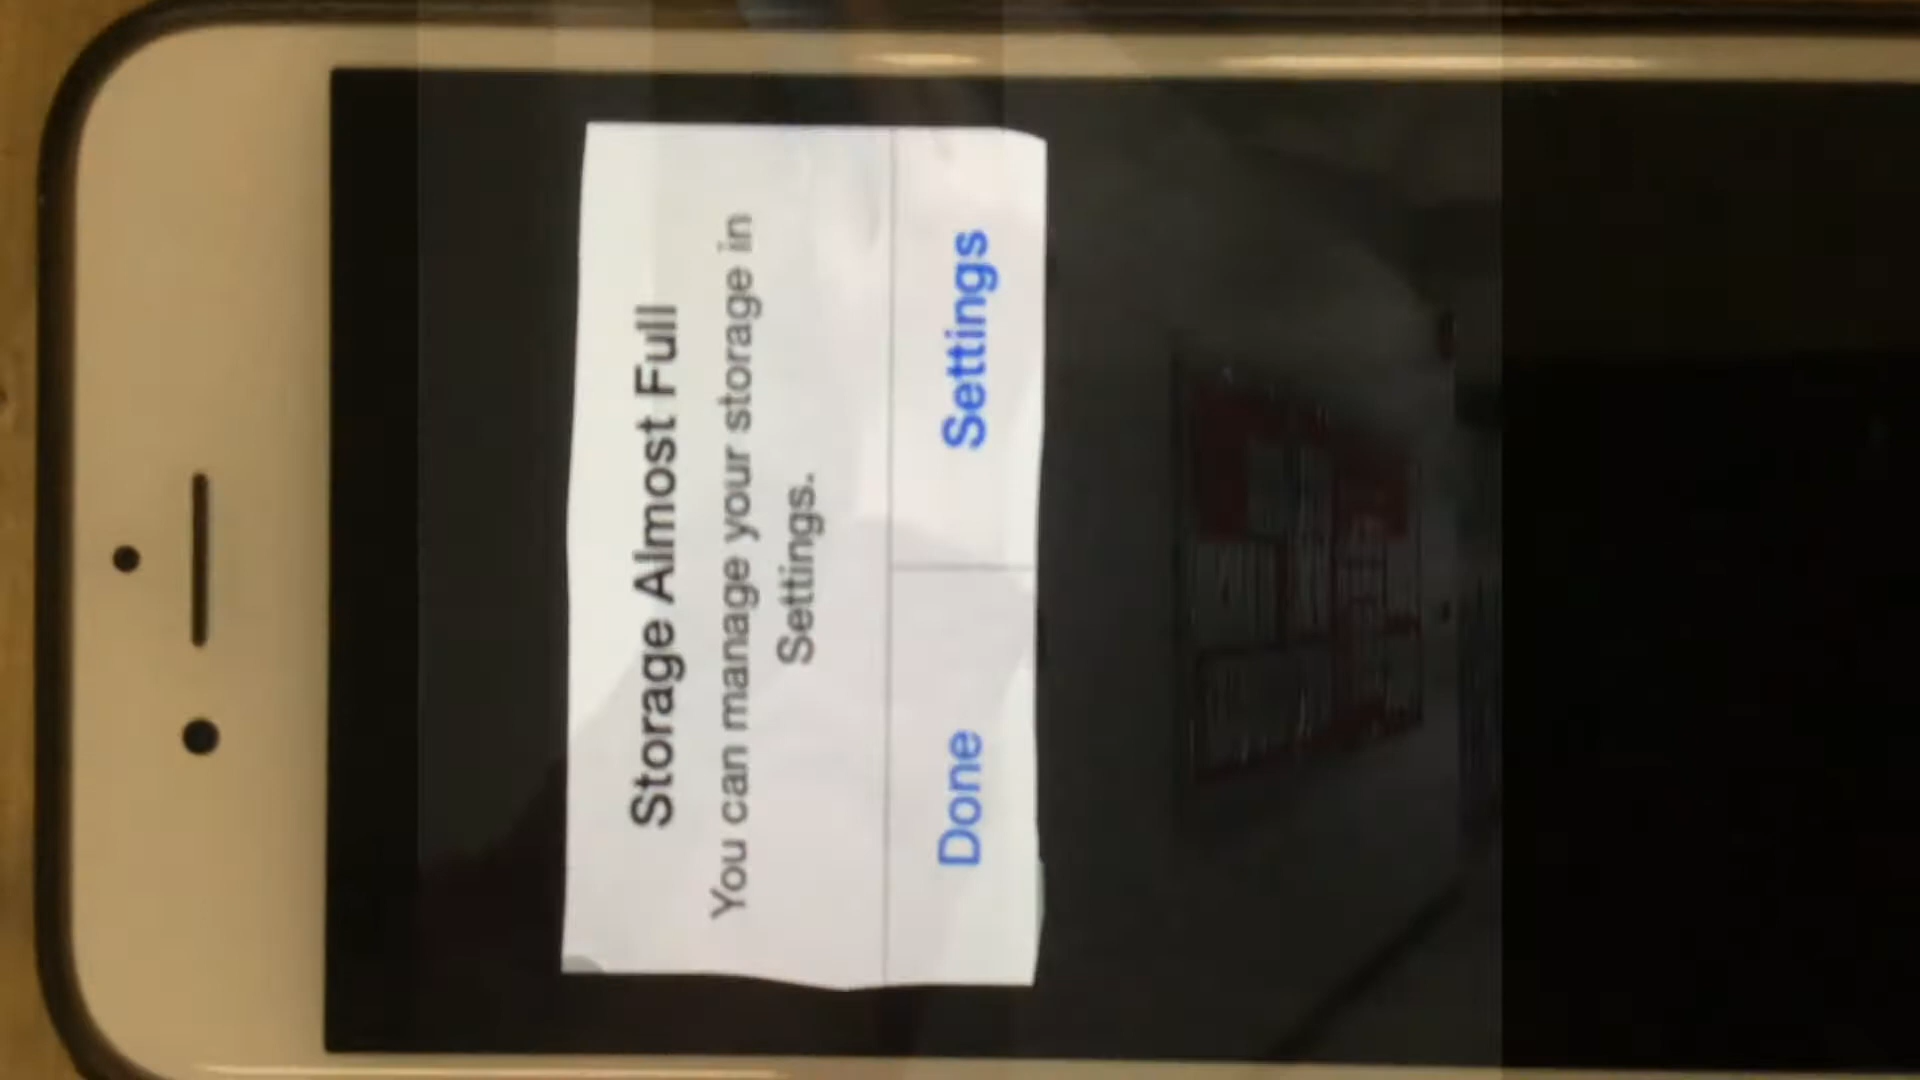 Storage Almost Full
You can manage your storage in
Settings.
Done
Settings